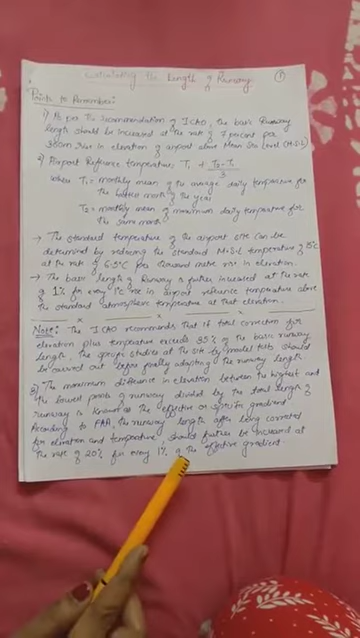 Calculating the Length of Runway
①
Points to Remember:
1) As per the recommendation of ICAO, the basic Runway
length should be increased at the rate of 7 percent per
300m rise in elevation of airport above Mean Sea Level (M.S.L)
2) Airport Reference temperature, T1 + T2-T1/3
Where T1 = monthly mean of the average daily temperature for
the hottest month of the year
T2 = monthly mean of maximum daily temperature for
the same month
→ The standard temperature of the airport site can be
determined by reducing the standard M.S.L temperature of 15°C
at the rate of 6.5°C per thousand metre rise in elevation.
→ The basic length of Runway is further increased at the rate
of 1% for every 1°C rise in airport reference temperature above
the standard atmospheric temperature at that elevation.
x x x
Note: The ICAO recommends that if total correction for
elevation plus temperature exceeds 35% of the basic runway
length. The specific studies at the site by model tests should
be carried out before finally adapting the runway length.
3) The maximum difference in elevation between the highest and
the lowest points of runway divided by the total length of
runway is known as the effective or specific gradient
According to FAA, the runway length after being corrected
for elevation and temperature should further be increased at
the rate of 20% for every 1% of the effective gradient.